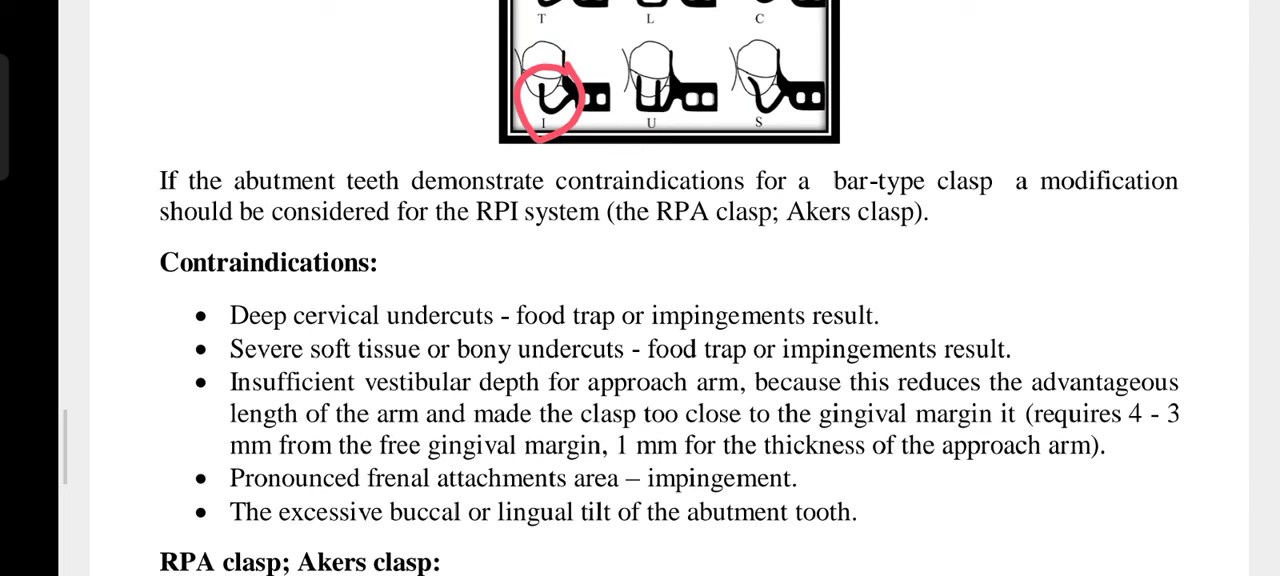 T L C
I U S
If the abutment teeth demonstrate contraindications for a bar-type clasp a modification
should be considered for the RPI system (the RPA clasp; Akers clasp).
Contraindications:
• Deep cervical undercuts - food trap or impingements result.
• Severe soft tissue or bony undercuts - food trap or impingements result.
• Insufficient vestibular depth for approach arm, because this reduces the advantageous
length of the arm and made the clasp too close to the gingival margin it (requires 4 - 3
mm from the free gingival margin, 1 mm for the thickness of the approach arm).
• Pronounced frenal attachments area – impingement.
• The excessive buccal or lingual tilt of the abutment tooth.
RPA clasp; Akers clasp: